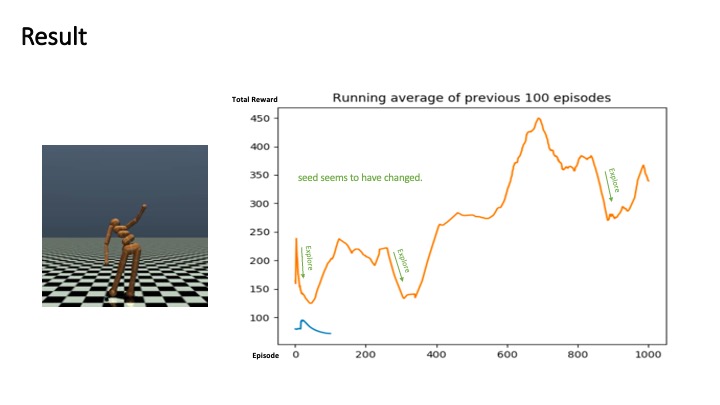 Result
Total Reward
Running average of previous 100 episodes
450
400
350
300
250
200
150
100
seed seems to have changed.
Explore
Explore
Explore
Episode
0
200
400
600
800
1000